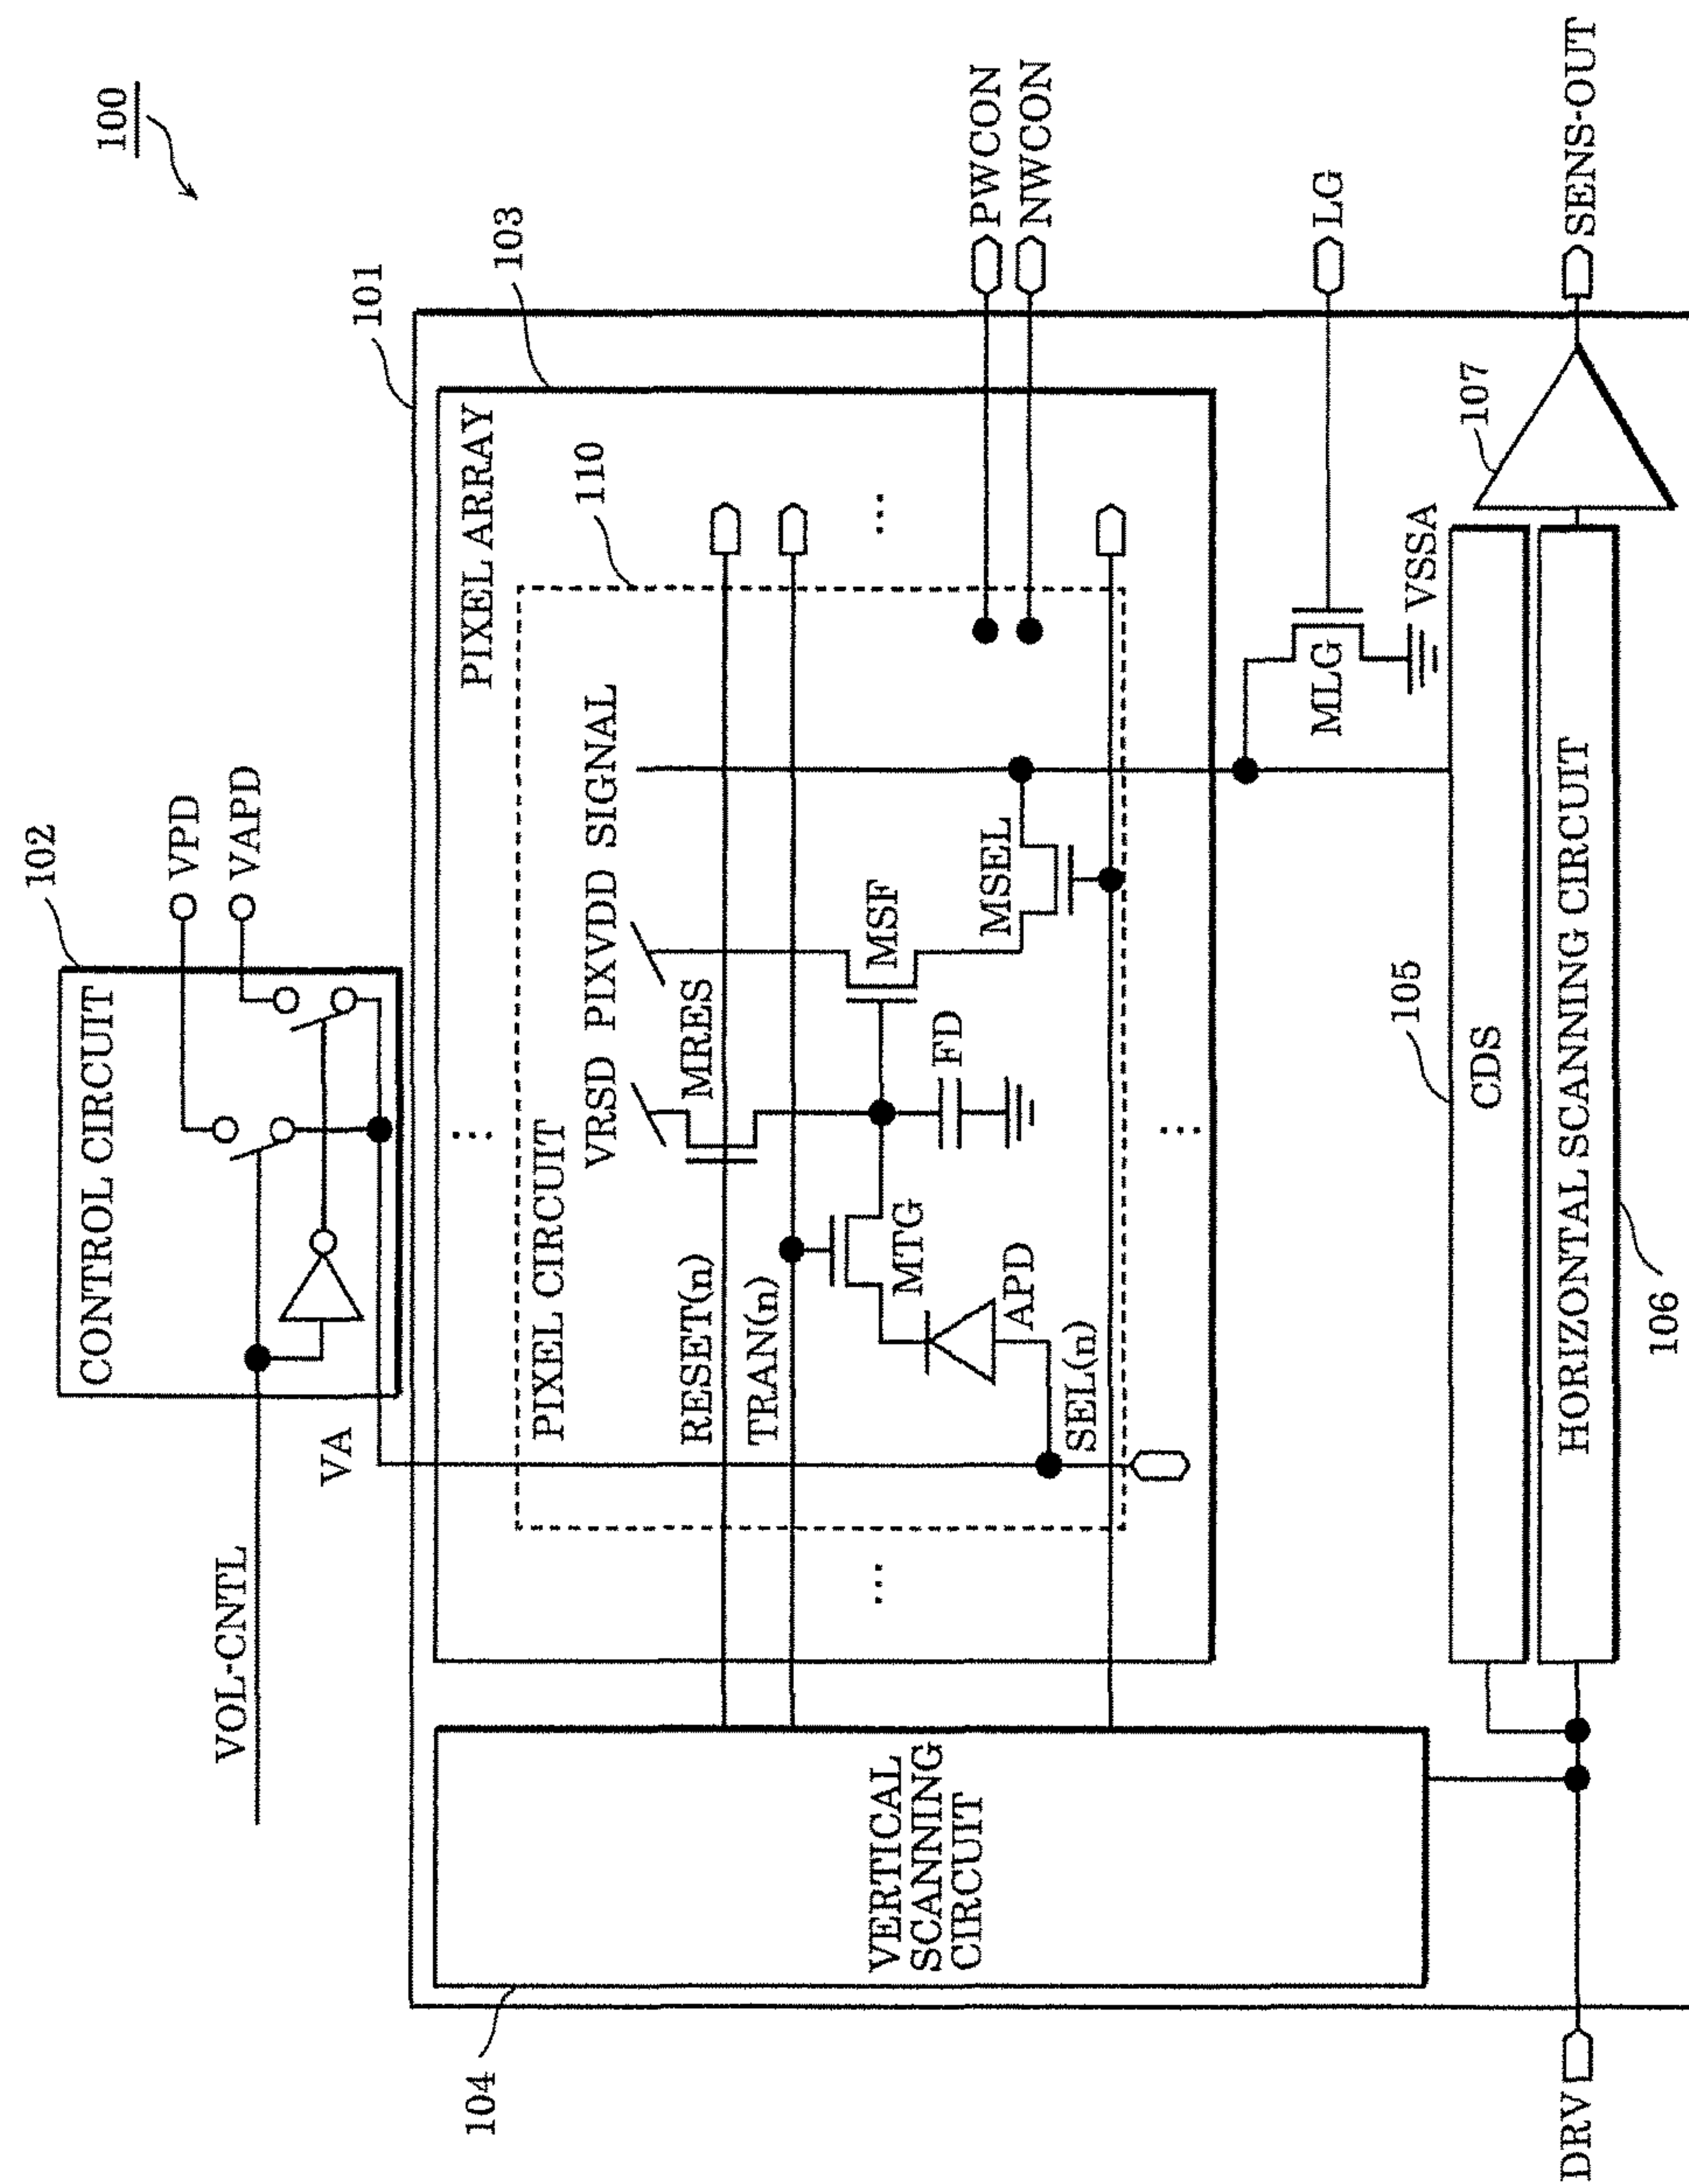 100
102
CONTROL CIRCUIT
VPD
VAPD
VOL-CNTL
VA
101
103
PIXEL ARRAY
110
PIXEL CIRCUIT
VRSD PIXVDD SIGNAL
RESET(n)
MRES
TRAN(n)
MTG
MSF
FD
APD
MSEL
SEL(n)
PWCON
NWCON
104
VERTICAL
SCANNING
CIRCUIT
LG
MLG
VSSA
105
CDS
107
HORIZONTAL SCANNING CIRCUIT
SENS-OUT
106
DRV
...
...
...
...